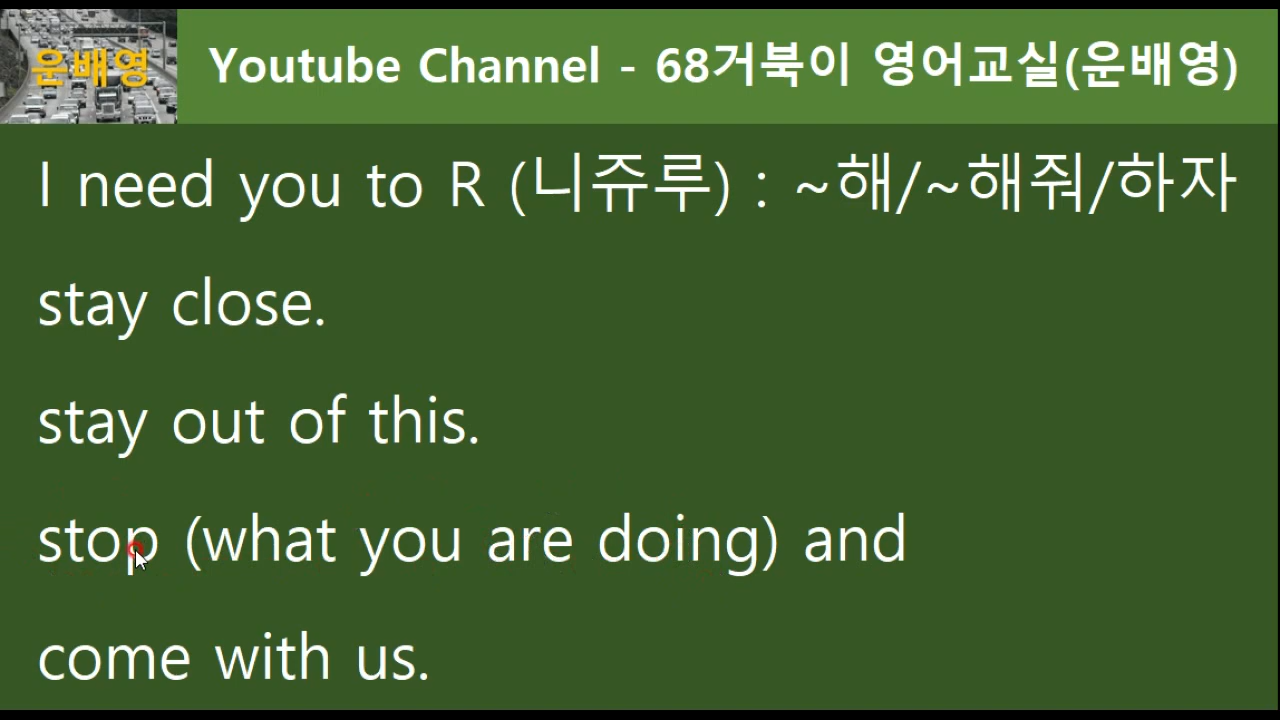 운배영
Youtube Channel - 68거북이 영어교실(운배영)
I need you to R (니쥬루) : ~해/~해줘/하자
stay close.
stay out of this.
stop (what you are doing) and
come with us.